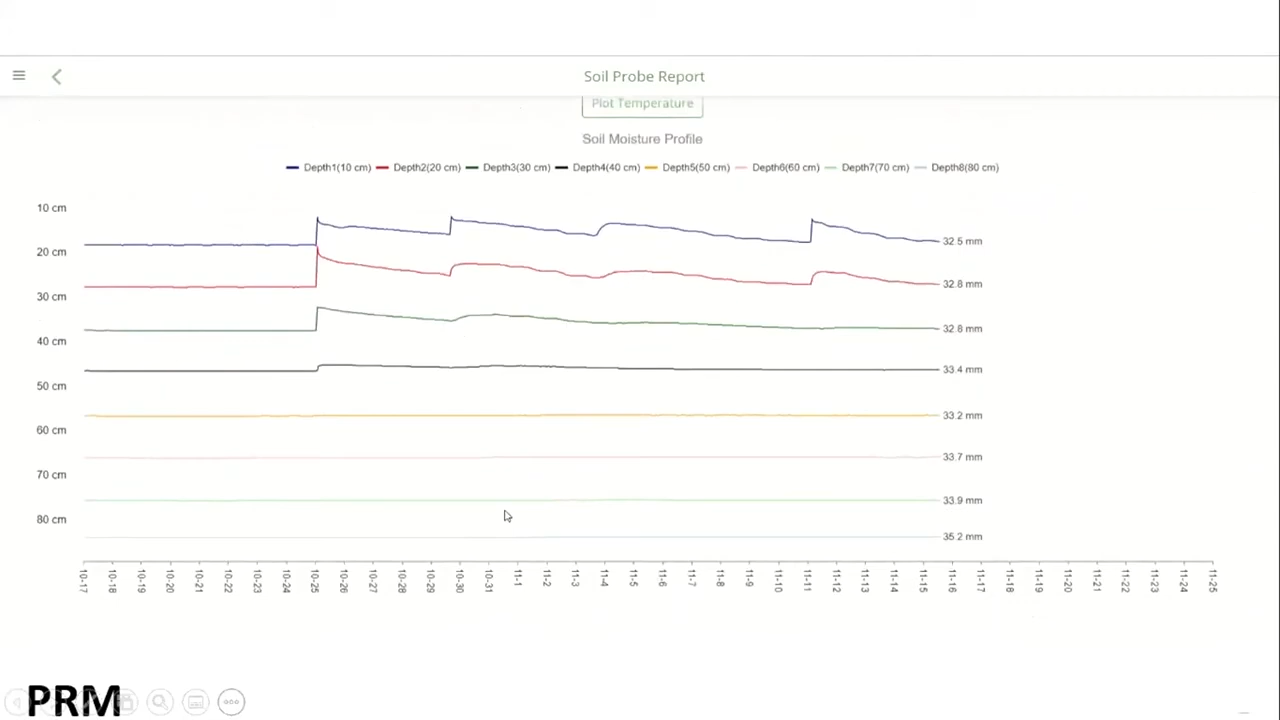 Soil Probe Report
Plot Temperature
Soil Moisture Profile
Depth1(10 cm) Depth2(20 cm) Depth3(30 cm) Depth4(40 cm) Depth5(50 cm) Depth6(60 cm) Depth7(70 cm) Depth8(80 cm)
10 cm
32.5 mm
20 cm
32.8 mm
30 cm
32.8 mm
40 cm
33.4 mm
50 cm
33.2 mm
60 cm
33.7 mm
70 cm
33.9 mm
80 cm
35.2 mm
10-17 10-18 10-19 10-20 10-21 10-22 10-23 10-24 10-25 10-26 10-27 10-28 10-29 10-30 10-31 11-1 11-2 11-3 11-4 11-5 11-6 11-7 11-8 11-9 11-10 11-11 11-12 11-13 11-14 11-15 11-16 11-17 11-18 11-19 11-20 11-21 11-22 11-23 11-24 11-25
PRM